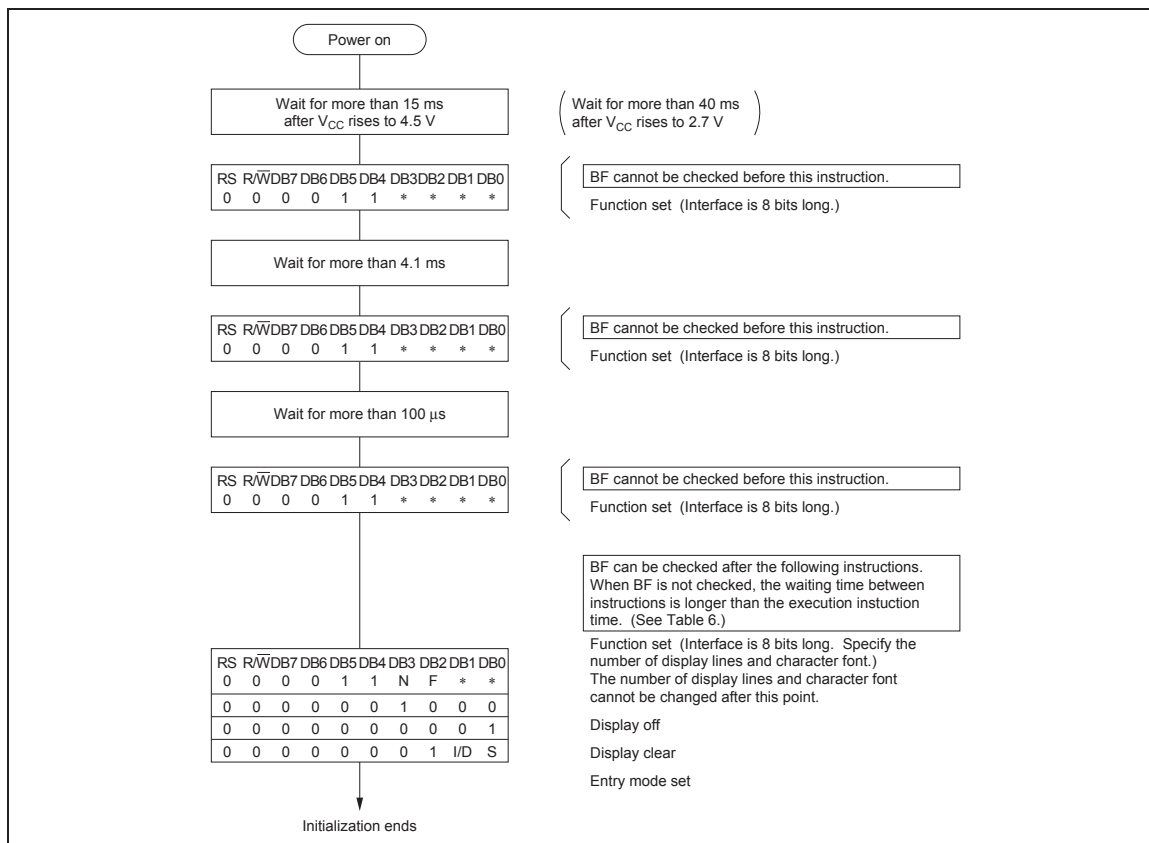 Power on
Wait for more than 15 ms
after VCC rises to 4.5 V
Wait for more than 40 ms
after VCC rises to 2.7 V
RS R/W̅ DB7 DB6 DB5 DB4 DB3 DB2 DB1 DB0
0 0 0 0 1 1 * * * *
BF cannot be checked before this instruction.
Function set (Interface is 8 bits long.)
Wait for more than 4.1 ms
RS R/W̅ DB7 DB6 DB5 DB4 DB3 DB2 DB1 DB0
0 0 0 0 1 1 * * * *
BF cannot be checked before this instruction.
Function set (Interface is 8 bits long.)
Wait for more than 100 μs
RS R/W̅ DB7 DB6 DB5 DB4 DB3 DB2 DB1 DB0
0 0 0 0 1 1 * * * *
BF cannot be checked before this instruction.
Function set (Interface is 8 bits long.)
BF can be checked after the following instructions.
When BF is not checked, the waiting time between
instructions is longer than the execution instuction
time. (See Table 6.)
RS R/W̅ DB7 DB6 DB5 DB4 DB3 DB2 DB1 DB0
0 0 0 0 1 1 N F * *
0 0 0 0 0 0 1 0 0 0
0 0 0 0 0 0 0 0 0 1
0 0 0 0 0 0 0 1 I/D S
Function set (Interface is 8 bits long. Specify the
number of display lines and character font.)
The number of display lines and character font
cannot be changed after this point.
Display off
Display clear
Entry mode set
Initialization ends